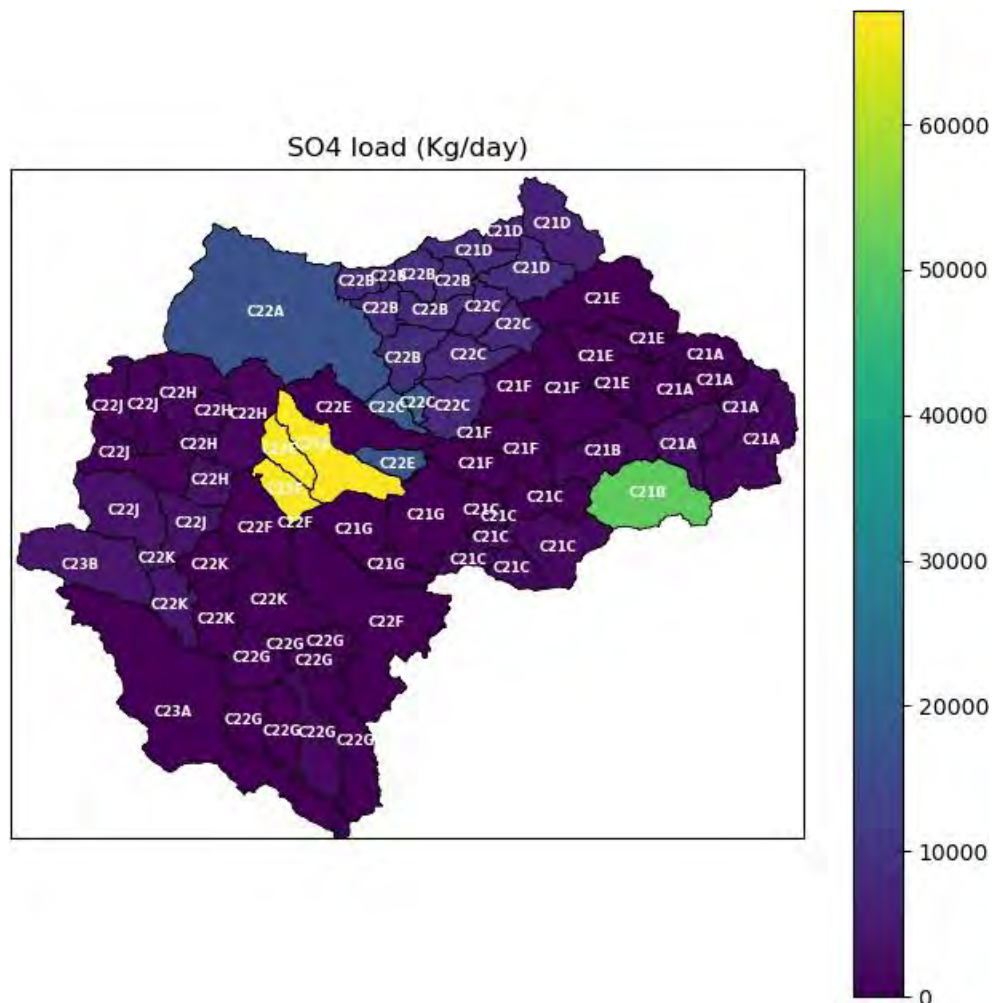 SO4 load (Kg/day)
C21D
C21D
C21D
C21D
C22B
C22B
C22B
C22B
C21E
C22A
C22B
C22B
C22C
C22C
C21E
C22B
C22C
C21E
C21A
C21F
C21F
C21E
C21A
C21A
C22J
C22J
C22H
C22H
C22H
C22E
C22C
C22C
C22C
C21A
C22J
C22H
C21F
C21F
C21B
C21A
C21A
C22E
C21F
C22H
C21B
C22J
C22J
C22F
C22F
C21G
C21G
C21C
C21C
C21C
C21C
C21C
C23B
C22K
C22K
C21G
C21C
C21C
C22K
C22K
C22K
C22F
C22G
C22G
C22G
C22G
C23A
C22G
C22G
C22G
C22G
60000
50000
40000
30000
20000
10000
0